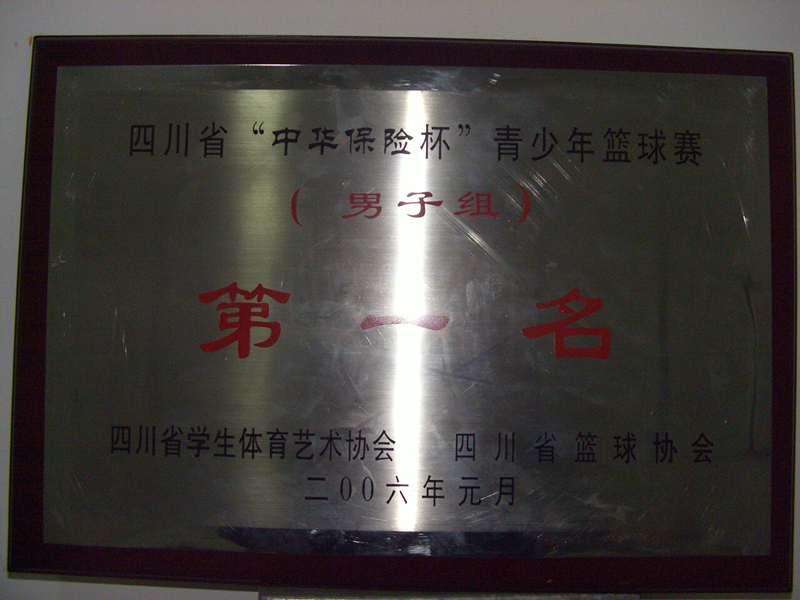 四川省“中华保险杯”青少年篮球赛
(男子组)
第一名
四川省学生体育艺术协会 四川省篮球协会
二00六年元月